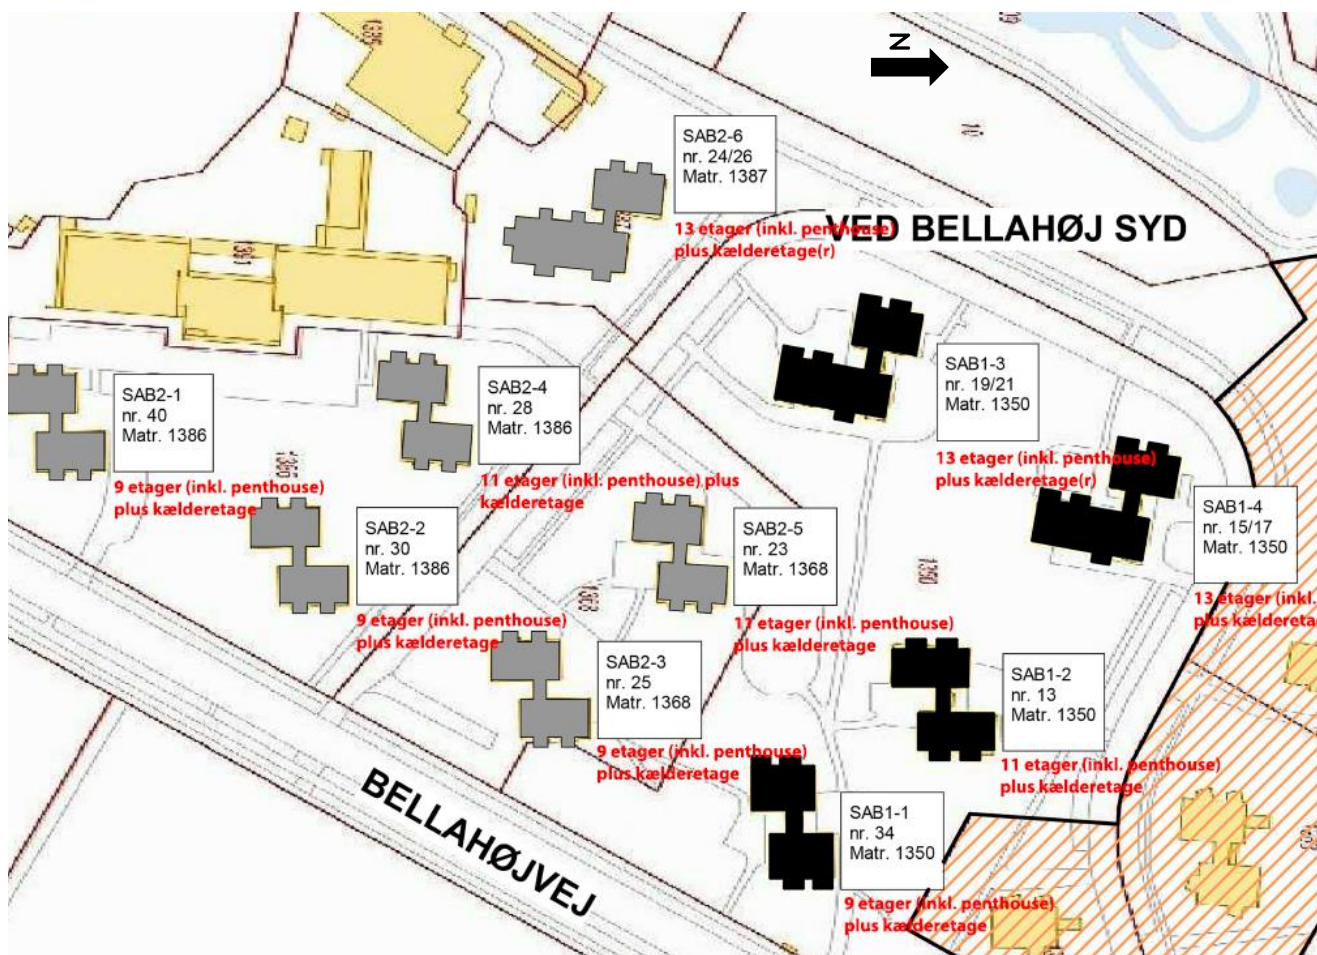 N
SAB2-6
nr. 24/26
Matr. 1387
13 etager (inkl. penthouse)
plus kælderetage(r)
VED BELLAHØJ SYD
10
SAB1-3
nr. 19/21
Matr. 1350
13 etager (inkl. penthouse)
plus kælderetage(r)
SAB2-1
nr. 40
Matr. 1386
9 etager (inkl. penthouse)
plus kælderetage
SAB2-4
nr. 28
Matr. 1386
11 etager (inkl. penthouse) plus
kælderetage
SAB1-4
nr. 15/17
Matr. 1350
13 etager (inkl.
SAB2-2
nr. 30
Matr. 1386
9 etager (inkl. penthouse)
plus kælderetage
SAB2-5
nr. 23
Matr. 1368
11 etager (inkl. penthouse)
plus kælderetage
1350
1368
SAB2-3
nr. 25
Matr. 1368
9 etager (inkl. penthouse)
plus kælderetage
SAB1-2
nr. 13
Matr. 1350
11 etager (inkl. penthouse)
plus kælderetage
BELLAHØJVEJ
SAB1-1
nr. 34
Matr. 1350
9 etager (inkl. penthouse)
plus kælderetage